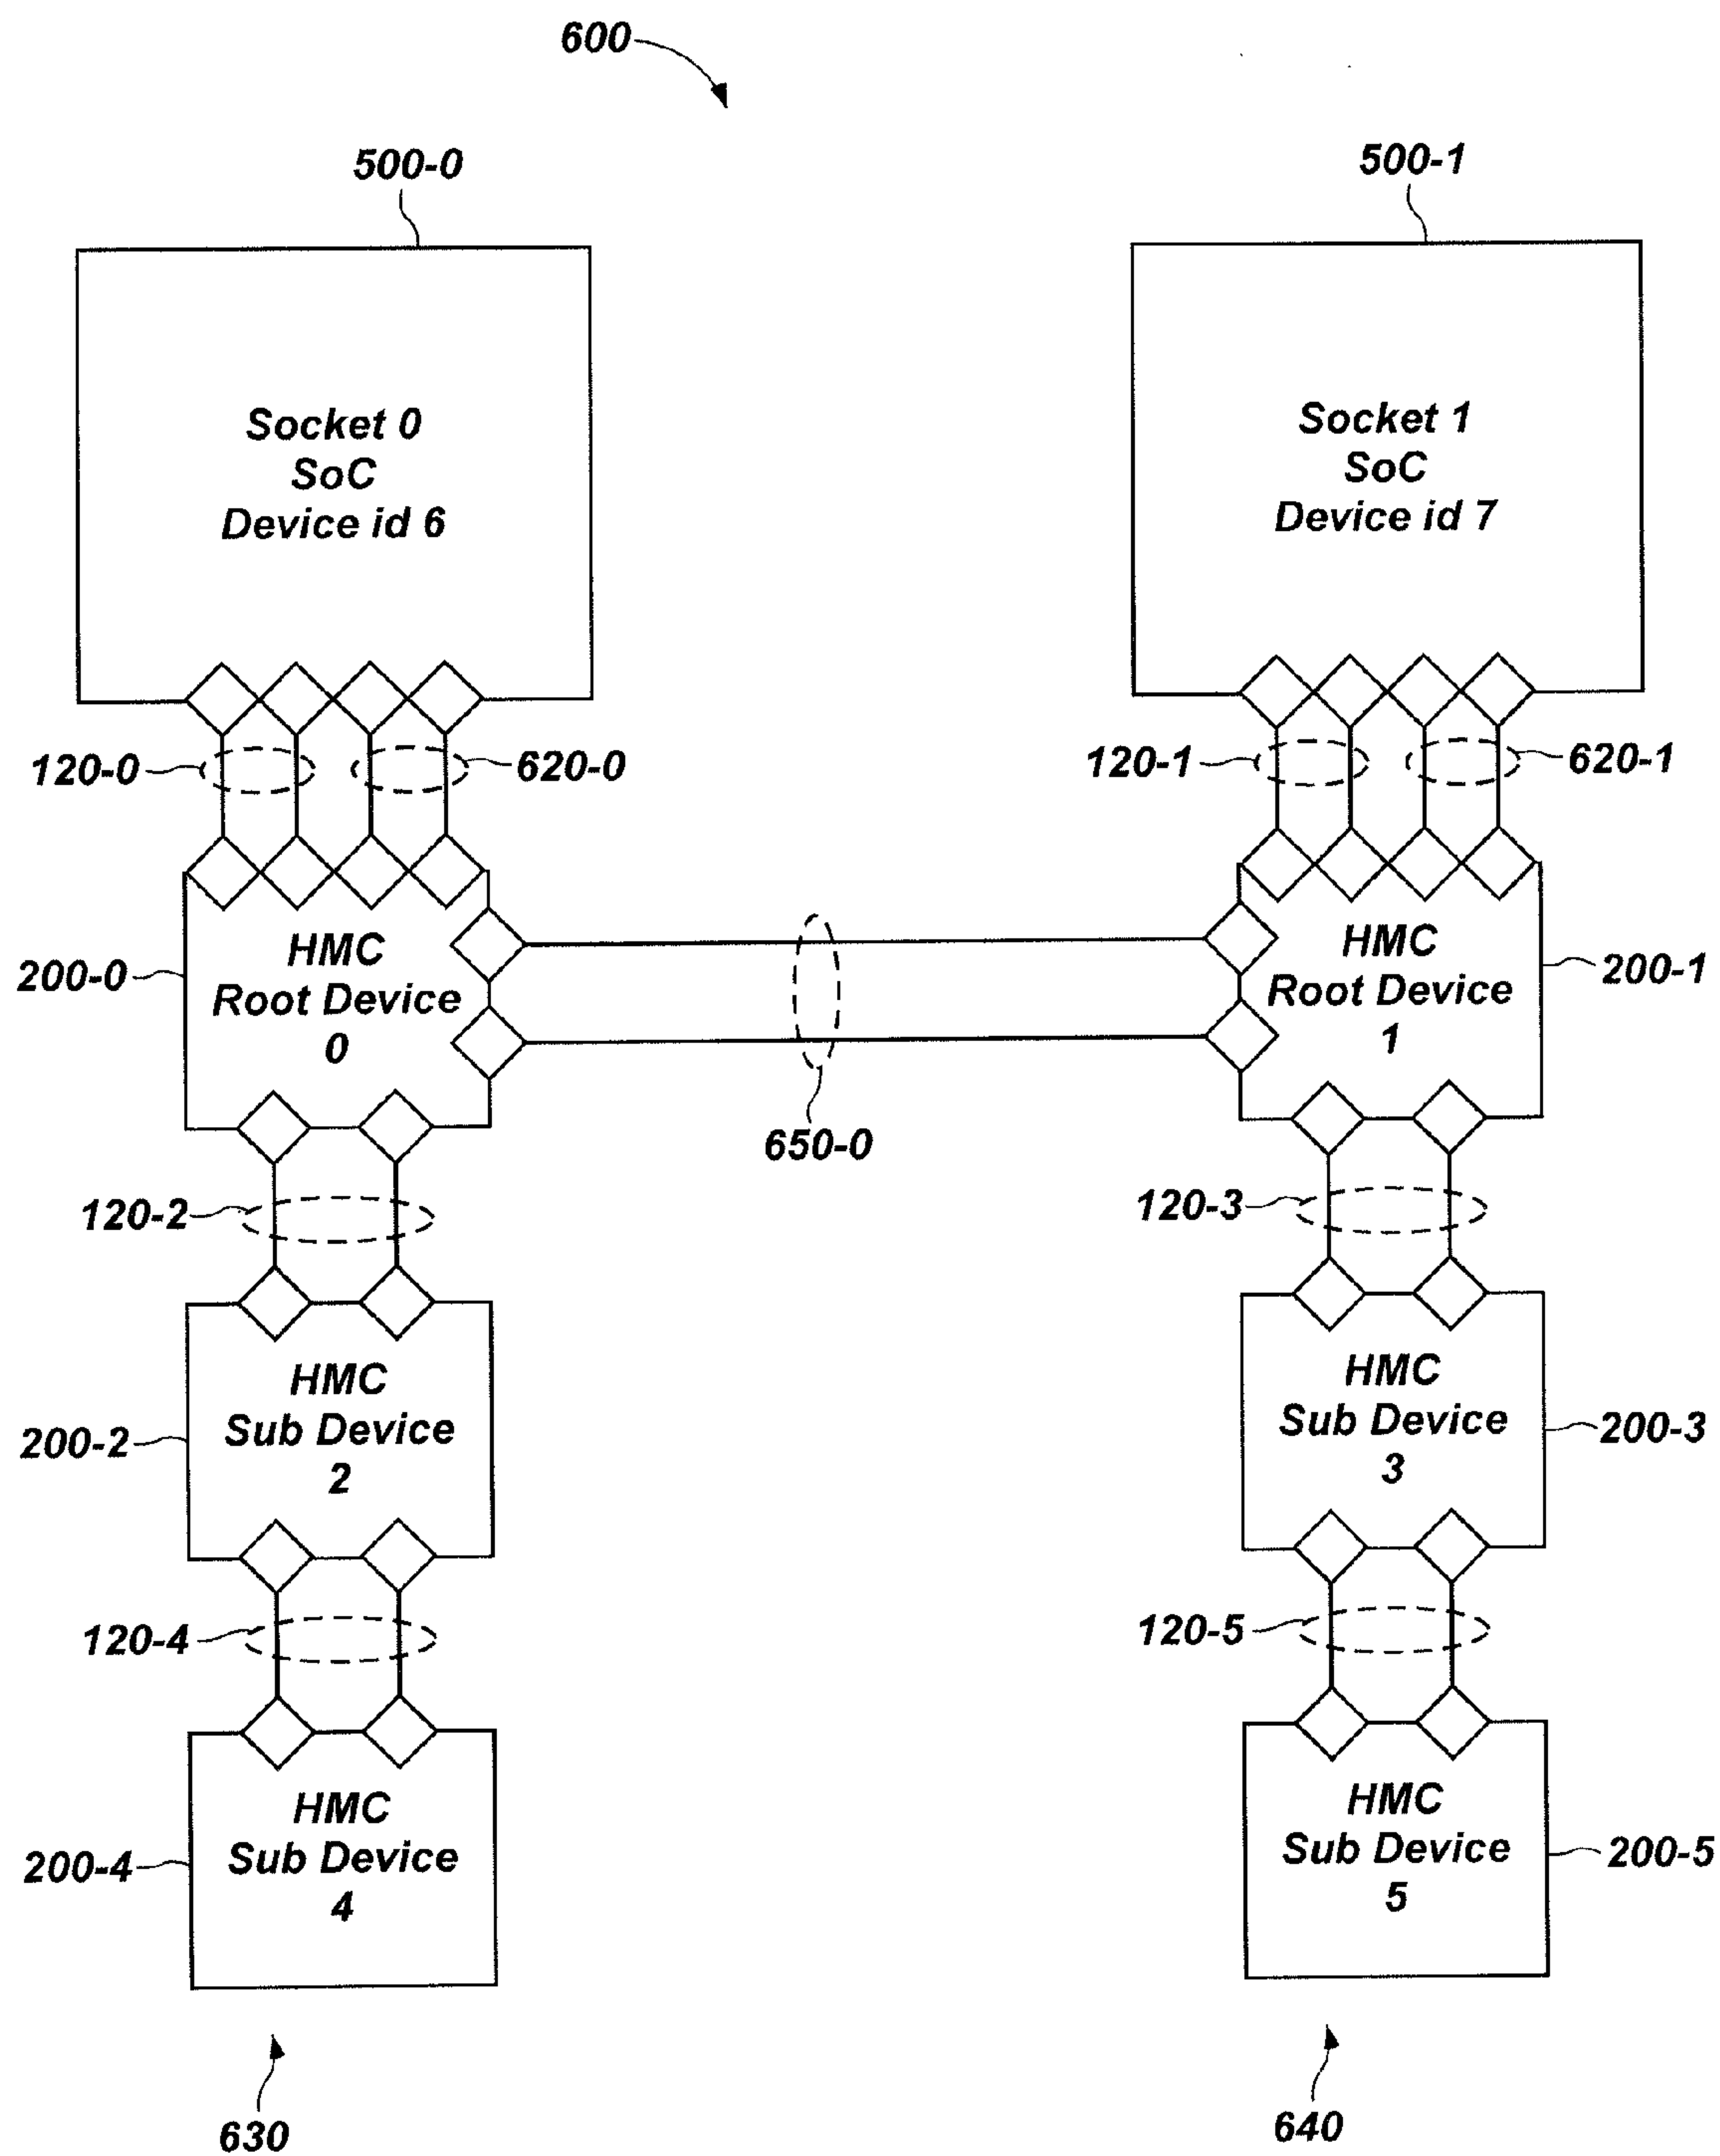 600
500-0
500-1
Socket 0
SoC
Device id 6
Socket 1
SoC
Device id 7
120-0
620-0
120-1
620-1
200-0
HMC
Root Device
0
HMC
Root Device
1
200-1
650-0
120-2
120-3
200-2
HMC
Sub Device
2
HMC
Sub Device
3
200-3
120-4
120-5
200-4
HMC
Sub Device
4
HMC
Sub Device
5
200-5
630
640